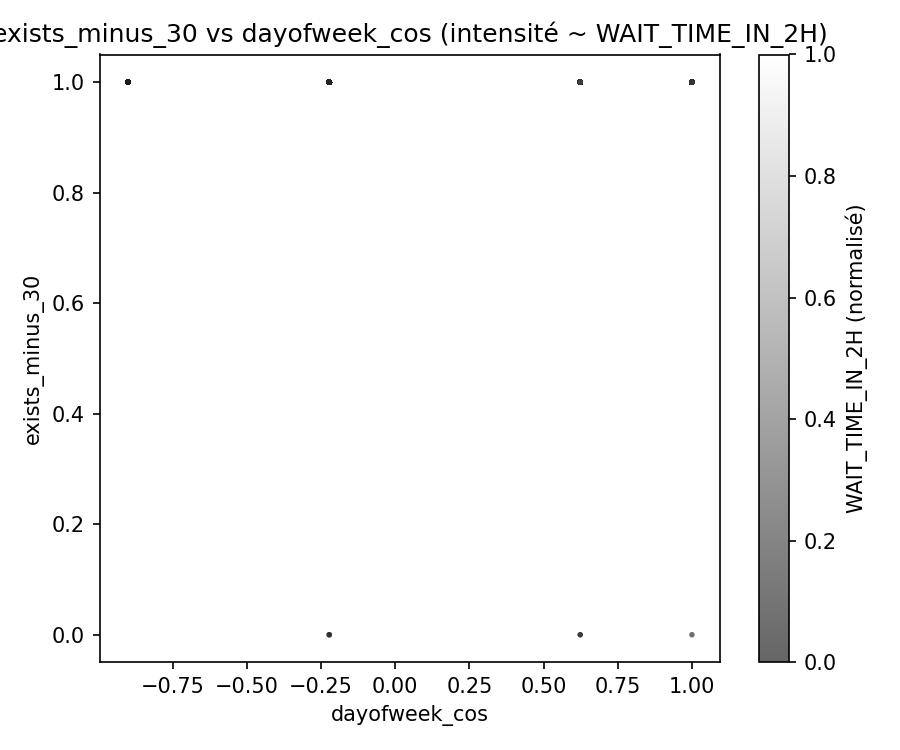 exists_minus_30 vs dayofweek_cos (intensité ~ WAIT_TIME_IN_2H)
1.0
0.8
0.6
0.4
0.2
0.0
exists_minus_30
−0.75 −0.50 −0.25 0.00 0.25 0.50 0.75 1.00
dayofweek_cos
1.0
0.8
0.6
0.4
0.2
0.0
WAIT_TIME_IN_2H (normalisé)